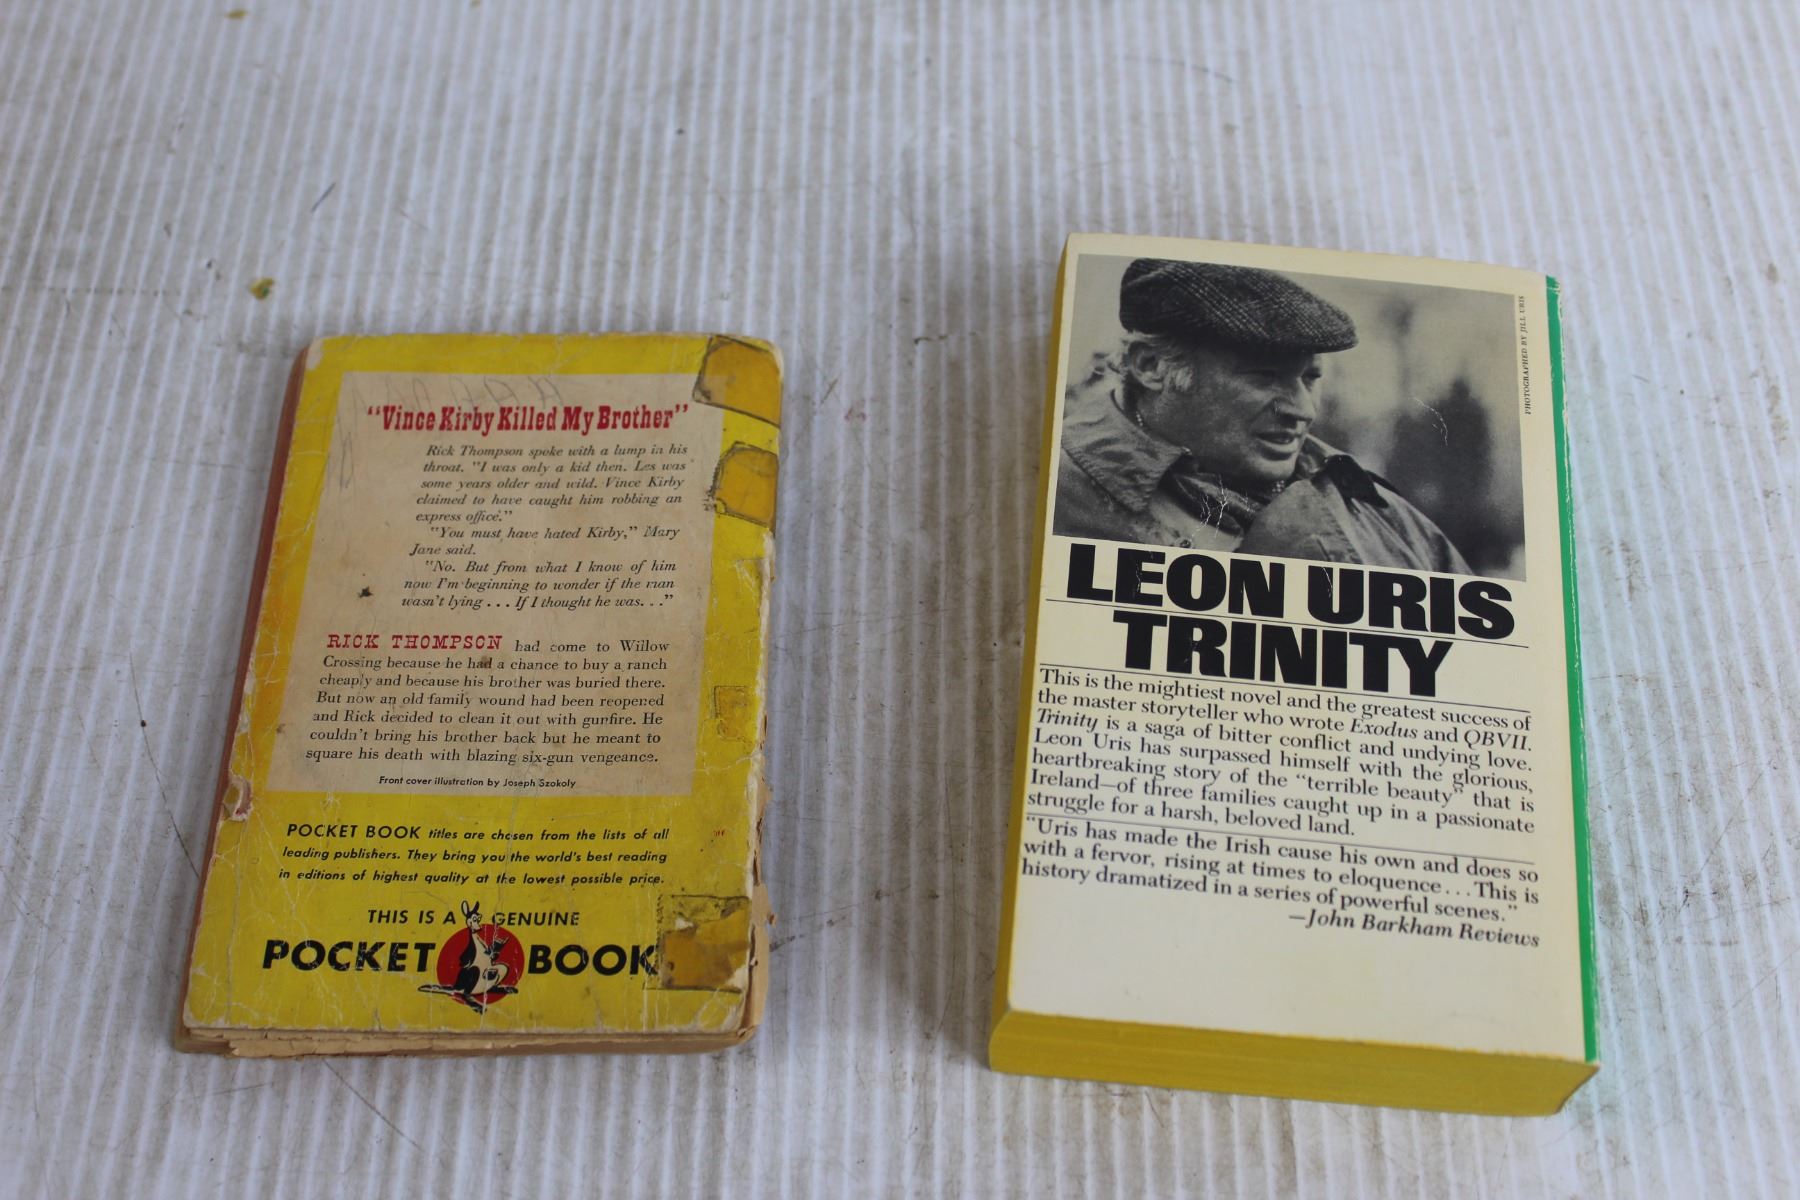 "Vince Kirby Killed My Brother"
Rick Thompson spoke with a lump in his
throat. "I was only a kid then. Les was
some years older and wild. Vince Kirby
claimed to have caught him robbing an
express office."
"You must have hated Kirby," Mary
Jane said.
"No. But from what I know of him
now I'm beginning to wonder if the man
wasn't lying . . . If I thought he was. . ."
RICK THOMPSON had come to Willow
Crossing because he had a chance to buy a ranch
cheaply and because his brother was buried there.
But now an old family wound had been reopened
and Rick decided to clean it out with gunfire. He
couldn't bring his brother back but he meant to
square his death with blazing six-gun vengeance.
Front cover illustration by Joseph Szokoly
POCKET BOOK titles are chosen from the lists of all
leading publishers. They bring you the world's best reading
in editions of highest quality at the lowest possible price.
THIS IS A GENUINE
POCKET BOOK
PHOTOGRAPHED BY JILL URIS
LEON URIS
TRINITY
This is the mightiest novel and the greatest success of
the master storyteller who wrote Exodus and QBVII.
Trinity is a saga of bitter conflict and undying love.
Leon Uris has surpassed himself with the glorious,
heartbreaking story of the "terrible beauty" that is
Ireland—of three families caught up in a passionate
struggle for a harsh, beloved land.
"Uris has made the Irish cause his own and does so
with a fervor, rising at times to eloquence . . . This is
history dramatized in a series of powerful scenes."
—John Barkham Reviews